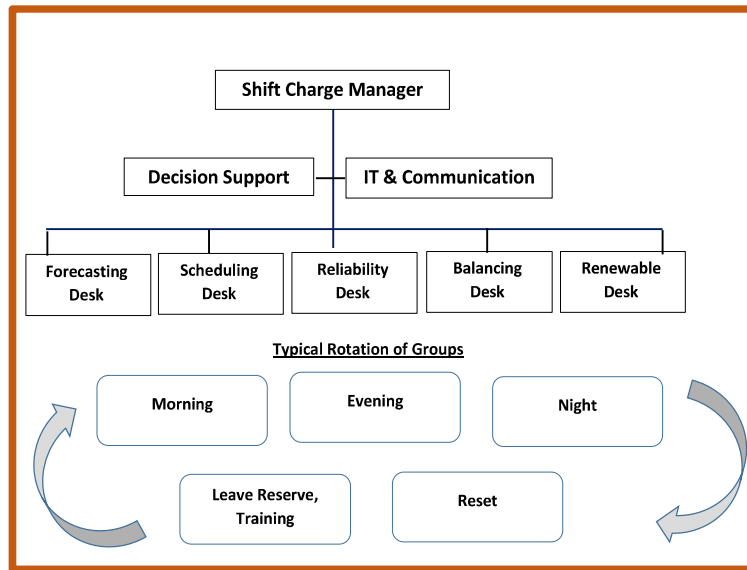 Shift Charge Manager
Decision Support
IT & Communication
Forecasting
Desk
Scheduling
Desk
Reliability
Desk
Balancing
Desk
Renewable
Desk
Typical Rotation of Groups
Morning
Evening
Night
Leave Reserve,
Training
Reset